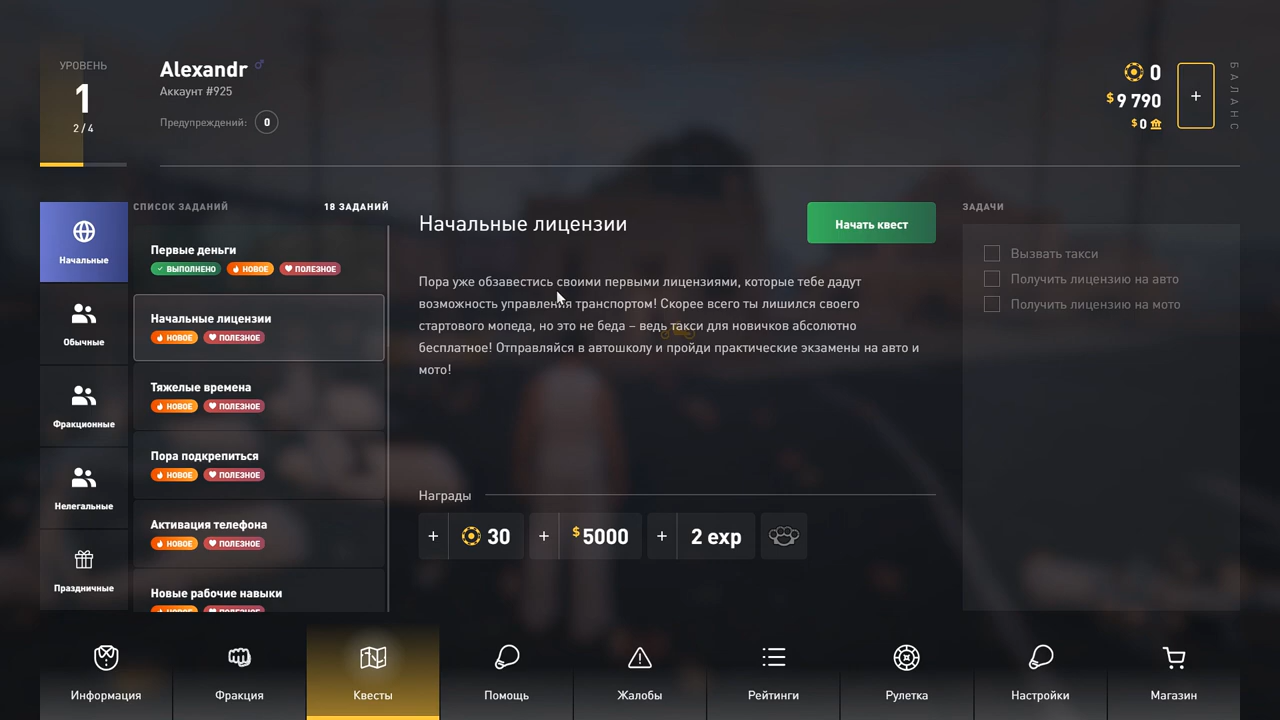 УРОВЕНЬ
1
2 / 4
Alexandr
Аккаунт #925
Предупреждений: 0
0
$9 790
$0
+
БАЛАНС
Начальные
Обычные
Фракционные
Нелегальные
Праздничные
СПИСОК ЗАДАНИЙ 18 ЗАДАНИЙ
Первые деньги
ВЫПОЛНЕНО НОВОЕ ПОЛЕЗНОЕ
Начальные лицензии
НОВОЕ ПОЛЕЗНОЕ
Тяжелые времена
НОВОЕ ПОЛЕЗНОЕ
Пора подкрепиться
НОВОЕ ПОЛЕЗНОЕ
Активация телефона
НОВОЕ ПОЛЕЗНОЕ
Новые рабочие навыки
НОВОЕ ПОЛЕЗНОЕ
Начальные лицензии
Начать квест
Пора уже обзавестись своими первыми лицензиями, которые тебе дадут
возможность управления транспортом! Скорее всего ты лишился своего
стартового мопеда, но это не беда – ведь такси для новичков абсолютно
бесплатное! Отправляйся в автошколу и пройди практические экзамены на авто и
мото!
Награды
+ 30 + $5000 + 2 exp
ЗАДАЧИ
Вызвать такси
Получить лицензию на авто
Получить лицензию на мото
Информация
Фракция
Квесты
Помощь
Жалобы
Рейтинги
Рулетка
Настройки
Магазин